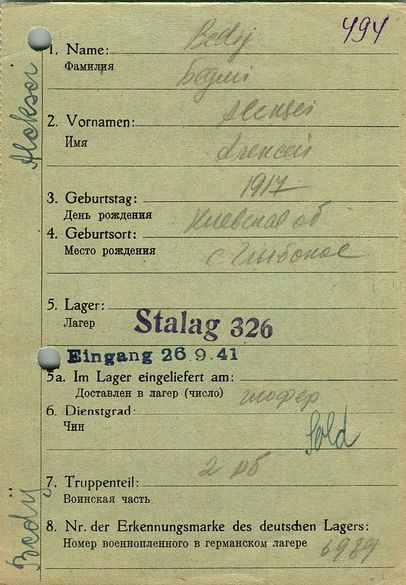 494
1. Name: Bedij
Фамилия
2. Vornamen: Aleksei
Имя Алексей
3. Geburtstag: 1917
День рождения
4. Geburtsort: Киевская об
Место рождения с Глыбокое
5. Lager:
Лагер
Stalag 326
Eingang 26.9.41
5a. Im Lager eingeliefert am:
Доставлен в лагер (число) шофер
6. Dienstgrad:
Чин
Sold
7. Truppenteil:
Воинская часть
8. Nr. der Erkennungsmarke des deutschen Lagers:
Номер военнопленного в германском лагере 6989
Aleksei
Bedij